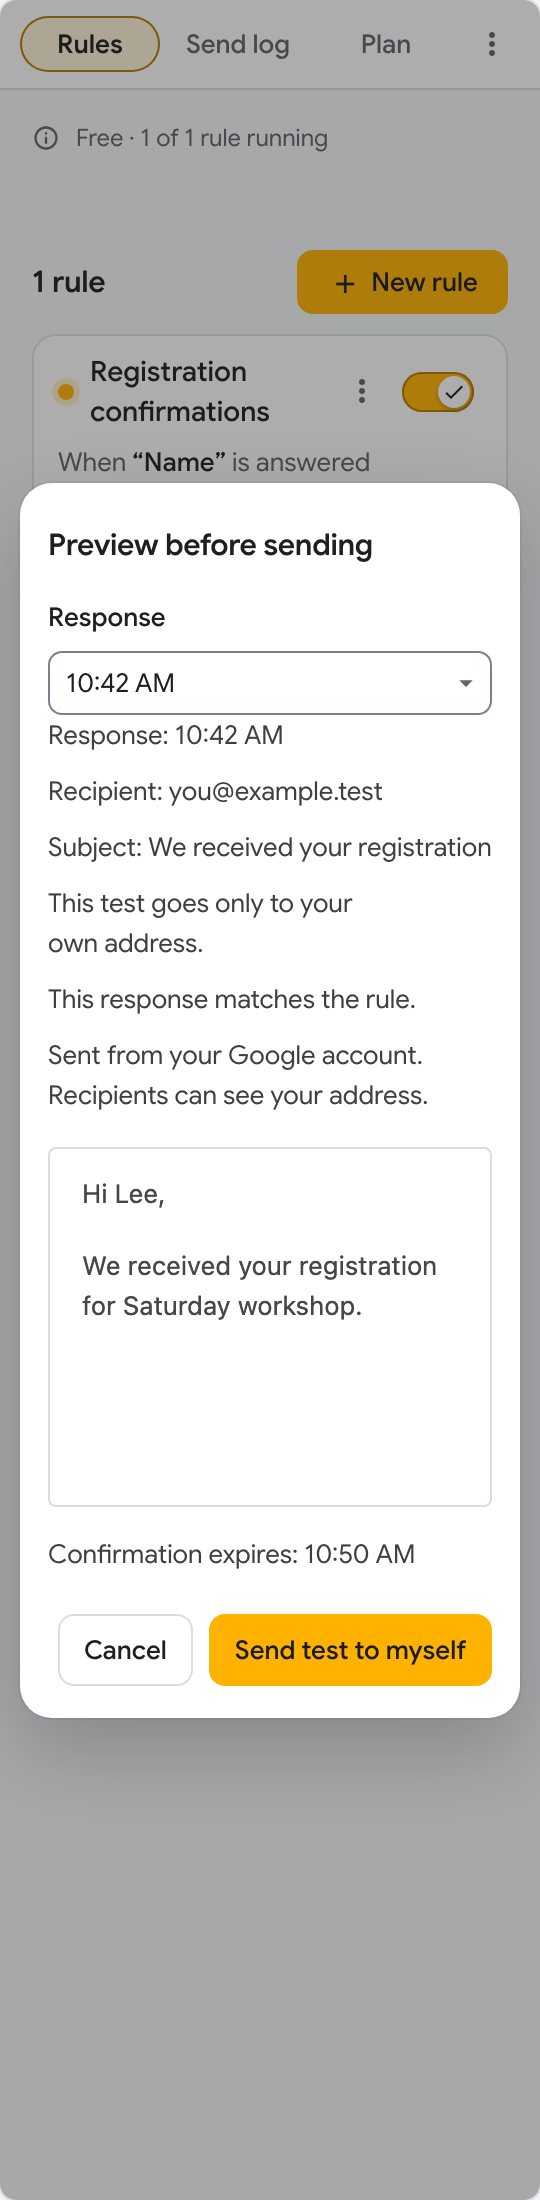 Rules Send log Plan
Free · 1 of 1 rule running
1 rule
+ New rule
Registration
confirmations
When “Name” is answered
Preview before sending
Response
10:42 AM
Response: 10:42 AM
Recipient: you@example.test
Subject: We received your registration
This test goes only to your
own address.
This response matches the rule.
Sent from your Google account.
Recipients can see your address.
Hi Lee,
We received your registration
for Saturday workshop.
Confirmation expires: 10:50 AM
Cancel
Send test to myself